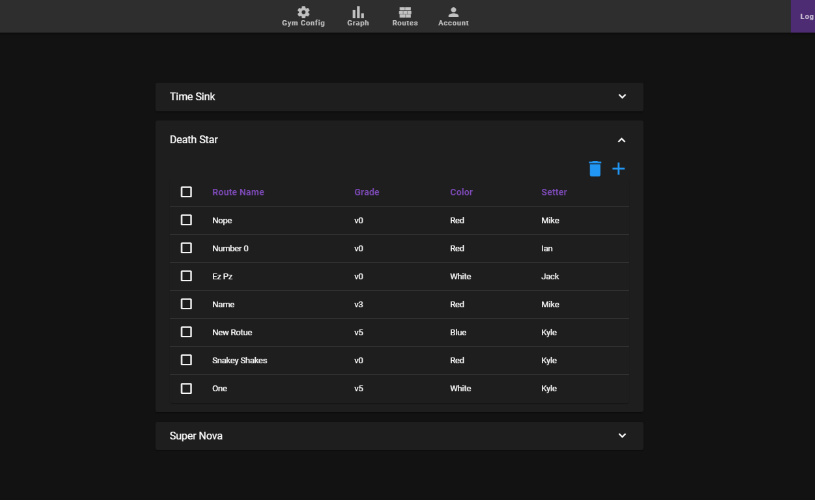 Gym Config Graph Routes Account Log
Time Sink
Death Star
Route Name Grade Color Setter
Nope v0 Red Mike
Number 0 v0 Red Ian
Ez Pz v0 White Jack
Name v3 Red Mike
New Rotue v5 Blue Kyle
Snakey Shakes v0 Red Kyle
One v5 White Kyle
Super Nova